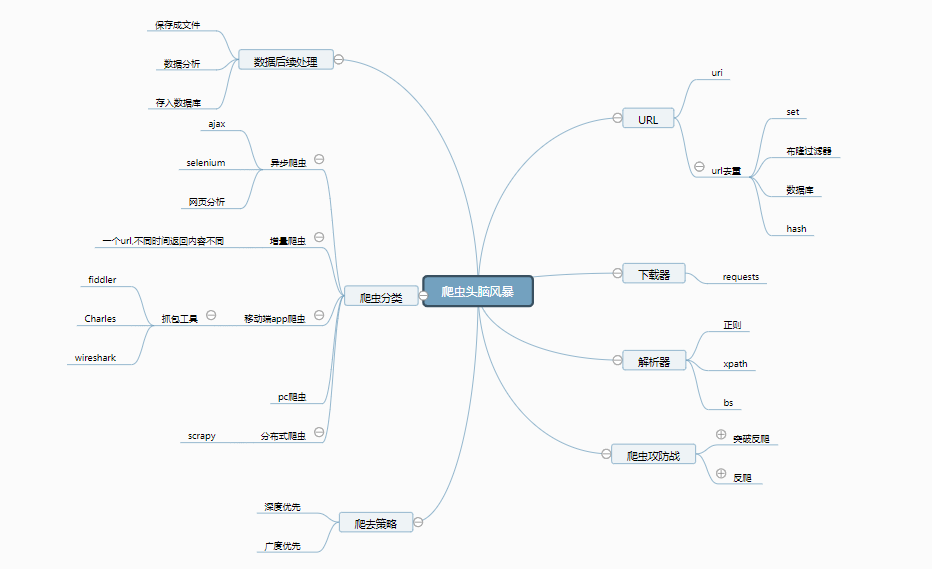 爬虫头脑风暴
URL
uri
url去重
set
布隆过滤器
数据库
hash
下载器
requests
解析器
正则
xpath
bs
爬虫攻防战
突破反爬
反爬
数据后续处理
保存成文件
数据分析
存入数据库
爬虫分类
异步爬虫
ajax
selenium
网页分析
增量爬虫
一个url,不同时间返回内容不同
移动端app爬虫
抓包工具
fiddler
Charles
wireshark
pc爬虫
分布式爬虫
scrapy
爬去策略
深度优先
广度优先